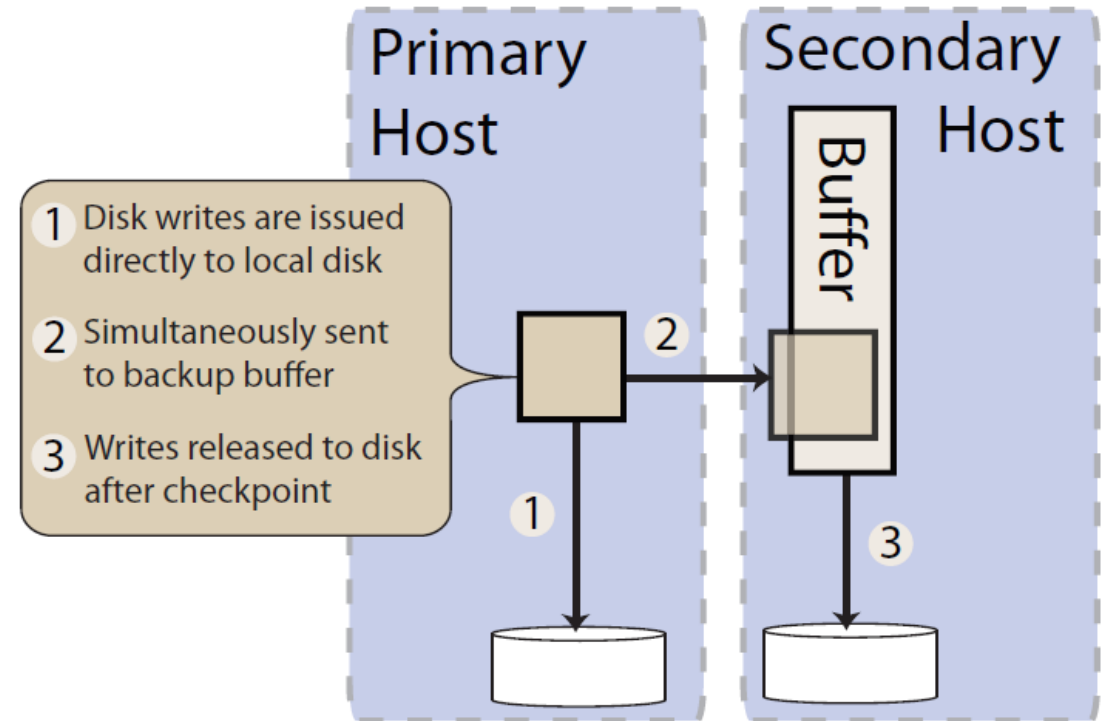 Primary
Host
Secondary
Host
Buffer
1 Disk writes are issued
directly to local disk
2 Simultaneously sent
to backup buffer
3 Writes released to disk
after checkpoint
2
1
3